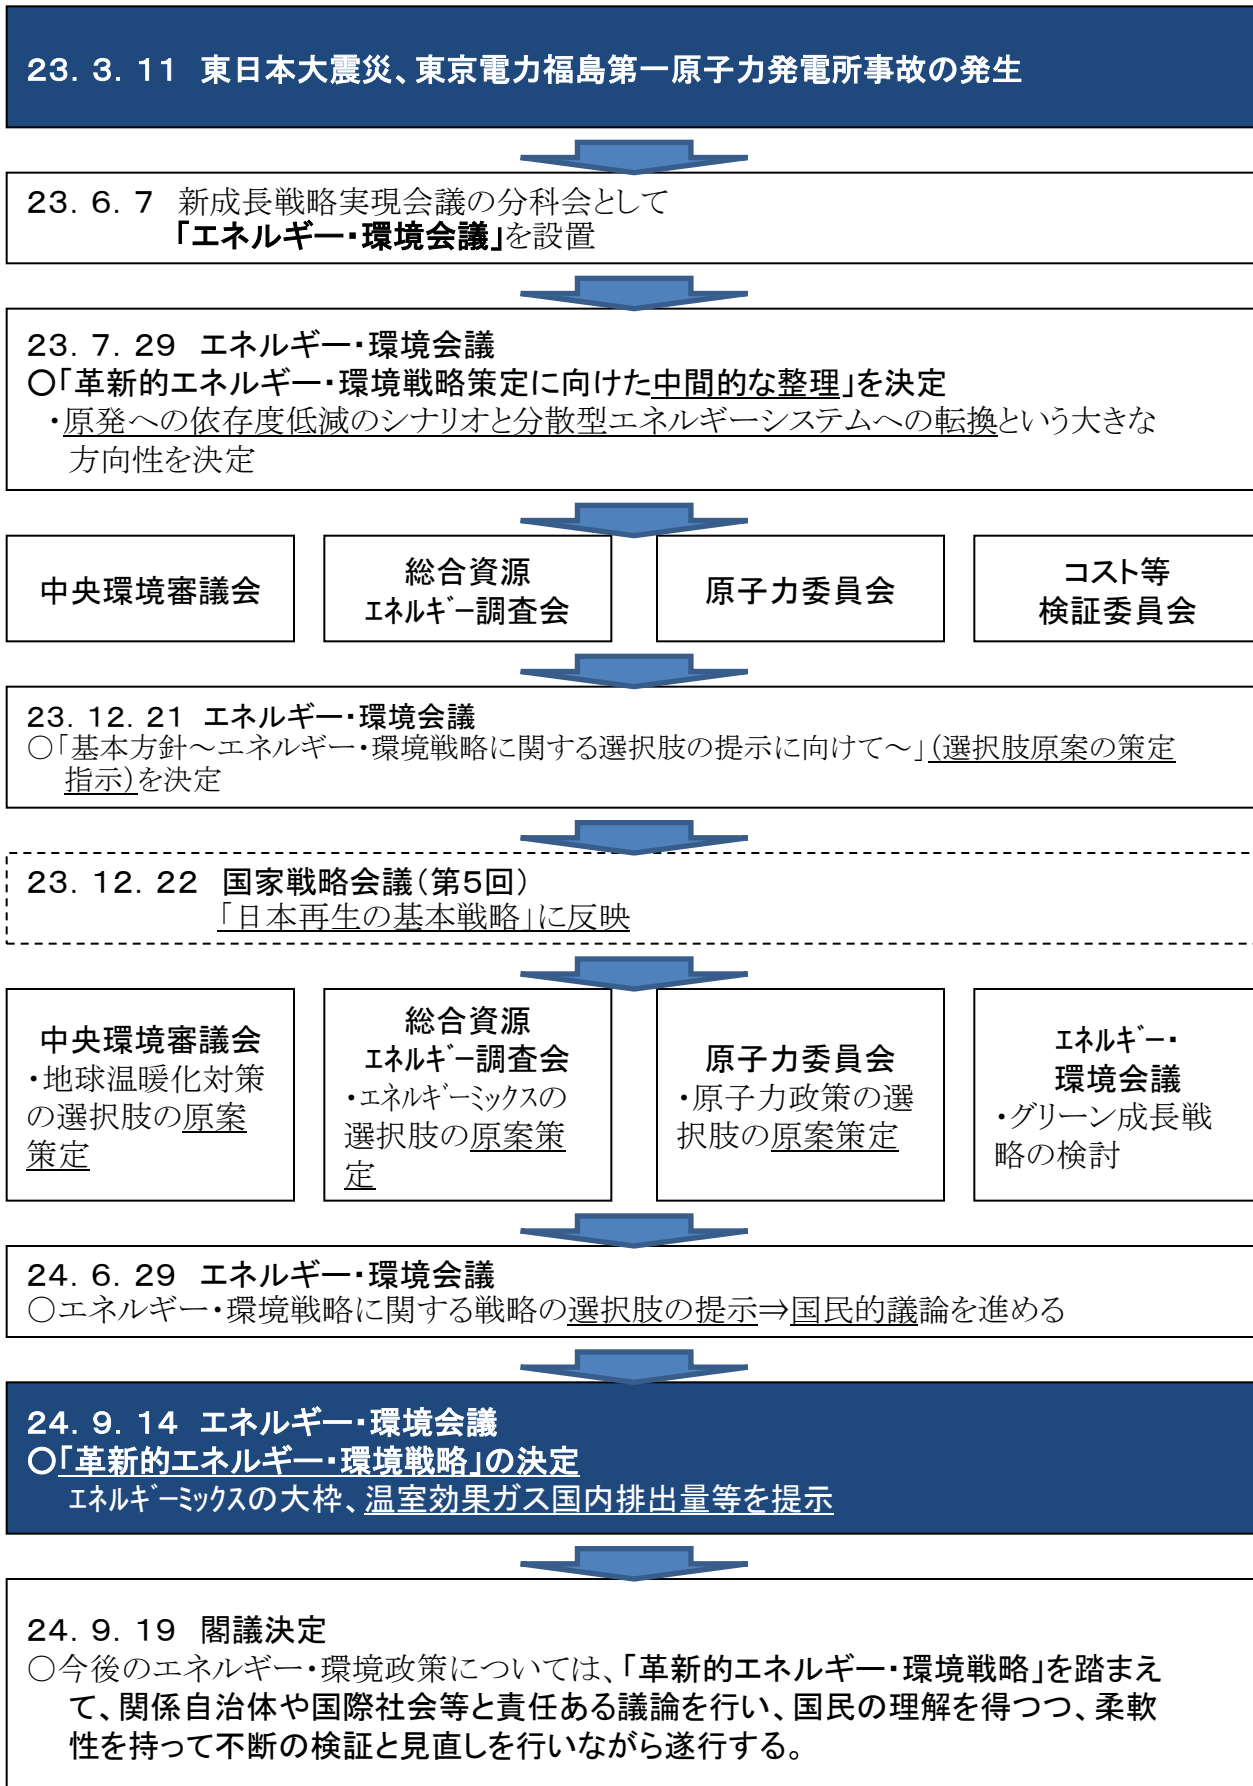 23．3．11　東日本大震災、東京電力福島第一原子力発電所事故の発生
23．6．7　新成長戦略実現会議の分科会として
「エネルギー・環境会議」を設置
23．7．29　エネルギー・環境会議
○「革新的エネルギー・環境戦略策定に向けた中間的な整理」を決定
・原発への依存度低減のシナリオと分散型エネルギーシステムへの転換という大きな
方向性を決定
中央環境審議会
総合資源
エネルギー調査会
原子力委員会
コスト等
検証委員会
23．12．21　エネルギー・環境会議
○「基本方針～エネルギー・環境戦略に関する選択肢の提示に向けて～」（選択肢原案の策定
指示）を決定
23．12．22　国家戦略会議（第5回）
「日本再生の基本戦略」に反映
中央環境審議会
・地球温暖化対策
の選択肢の原案
策定
総合資源
エネルギー調査会
・エネルギーミックスの
選択肢の原案策
定
原子力委員会
・原子力政策の選
択肢の原案策定
エネルギー・
環境会議
・グリーン成長戦
略の検討
24．6．29　エネルギー・環境会議
○エネルギー・環境戦略に関する戦略の選択肢の提示⇒国民的議論を進める
24．9．14　エネルギー・環境会議
○「革新的エネルギー・環境戦略」の決定
エネルギーミックスの大枠、温室効果ガス国内排出量等を提示
24．9．19　閣議決定
○今後のエネルギー・環境政策については、「革新的エネルギー・環境戦略」を踏まえ
て、関係自治体や国際社会等と責任ある議論を行い、国民の理解を得つつ、柔軟
性を持って不断の検証と見直しを行いながら遂行する。